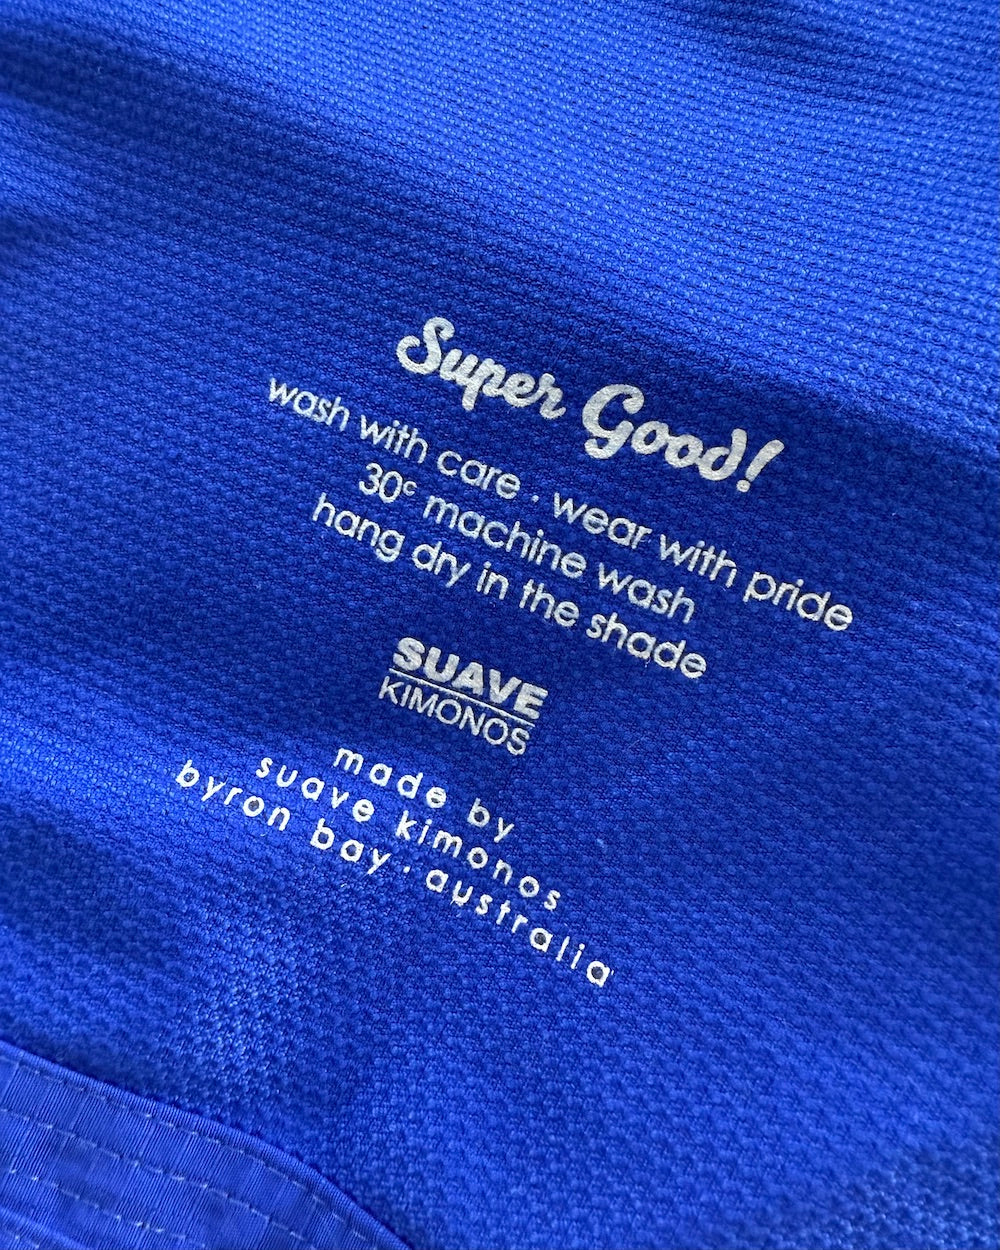 Super Good!
wash with care · wear with pride
30c machine wash
hang dry in the shade
SUAVE
KIMONOS
made by
suave kimonos
byron bay · australia